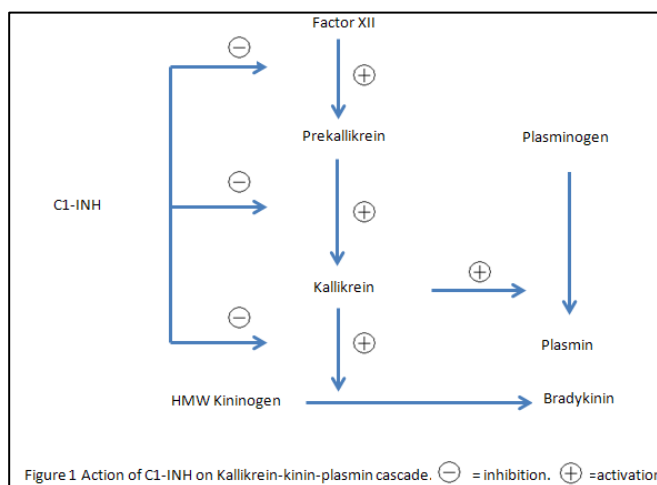 Factor XII
Prekallikrein
Plasminogen
C1-INH
Kallikrein
Plasmin
HMW Kininogen
Bradykinin
Figure 1 Action of C1-INH on Kallikrein-kinin-plasmin cascade. ⊖ = inhibition. ⊕ =activation